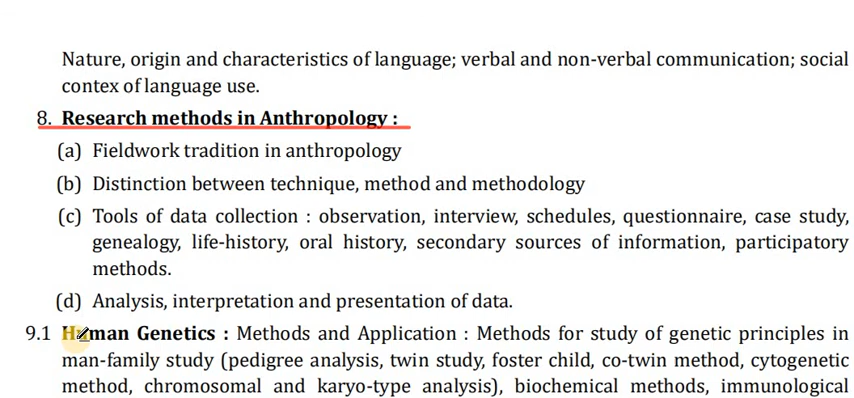 Nature, origin and characteristics of language; verbal and non-verbal communication; social
contex of language use.
8. Research methods in Anthropology :
(a) Fieldwork tradition in anthropology
(b) Distinction between technique, method and methodology
(c) Tools of data collection : observation, interview, schedules, questionnaire, case study,
genealogy, life-history, oral history, secondary sources of information, participatory
methods.
(d) Analysis, interpretation and presentation of data.
9.1 Human Genetics : Methods and Application : Methods for study of genetic principles in
man-family study (pedigree analysis, twin study, foster child, co-twin method, cytogenetic
method, chromosomal and karyo-type analysis), biochemical methods, immunological